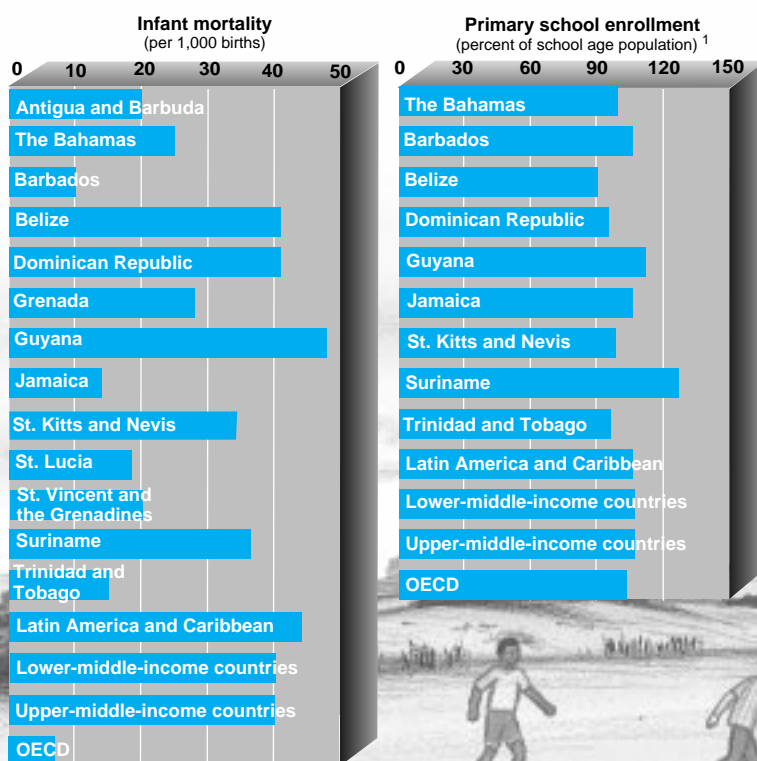 Infant mortality
(per 1,000 births)
0 10 20 30 40 50
Antigua and Barbuda
The Bahamas
Barbados
Belize
Dominican Republic
Grenada
Guyana
Jamaica
St. Kitts and Nevis
St. Lucia
St. Vincent and
the Grenadines
Suriname
Trinidad and
Tobago
Latin America and Caribbean
Lower-middle-income countries
Upper-middle-income countries
OECD
Primary school enrollment
(percent of school age population) 1
0 30 60 90 120 150
The Bahamas
Barbados
Belize
Dominican Republic
Guyana
Jamaica
St. Kitts and Nevis
Suriname
Trinidad and Tobago
Latin America and Caribbean
Lower-middle-income countries
Upper-middle-income countries
OECD